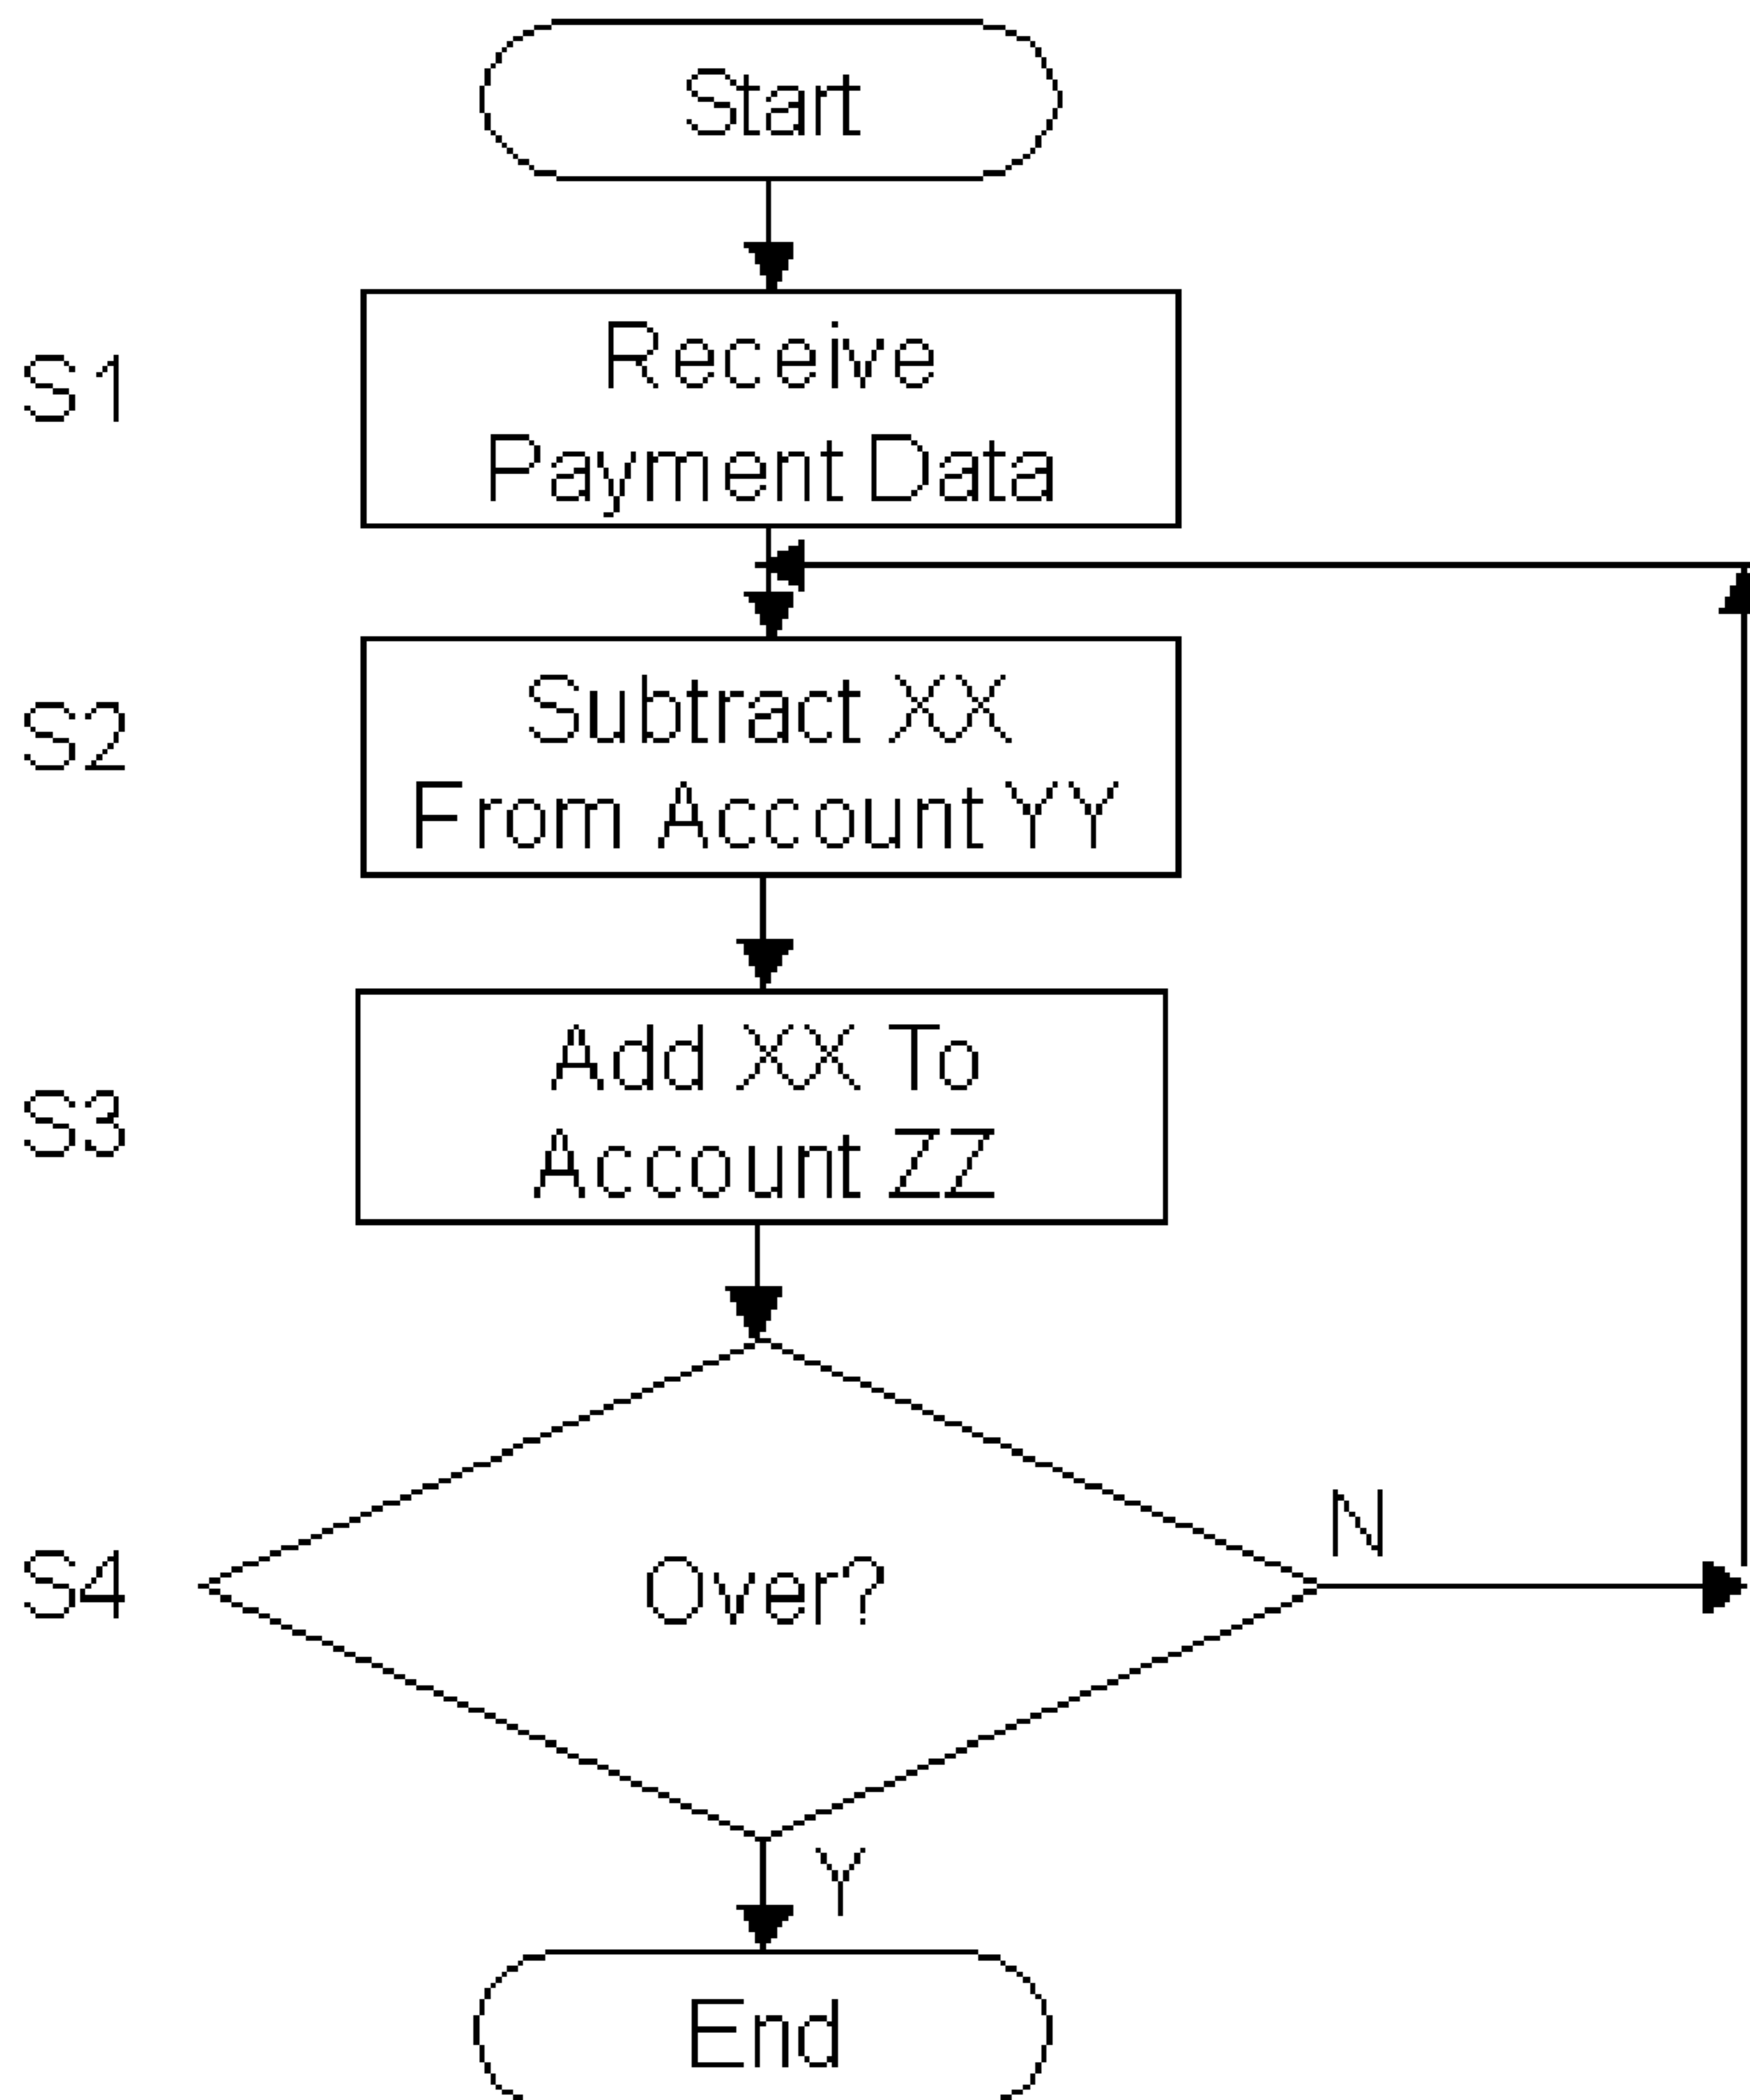 Start
S1
Receive
Payment Data
S2
Subtract XX
From Account YY
S3
Add XX To
Account ZZ
S4
Over?
N
Y
End